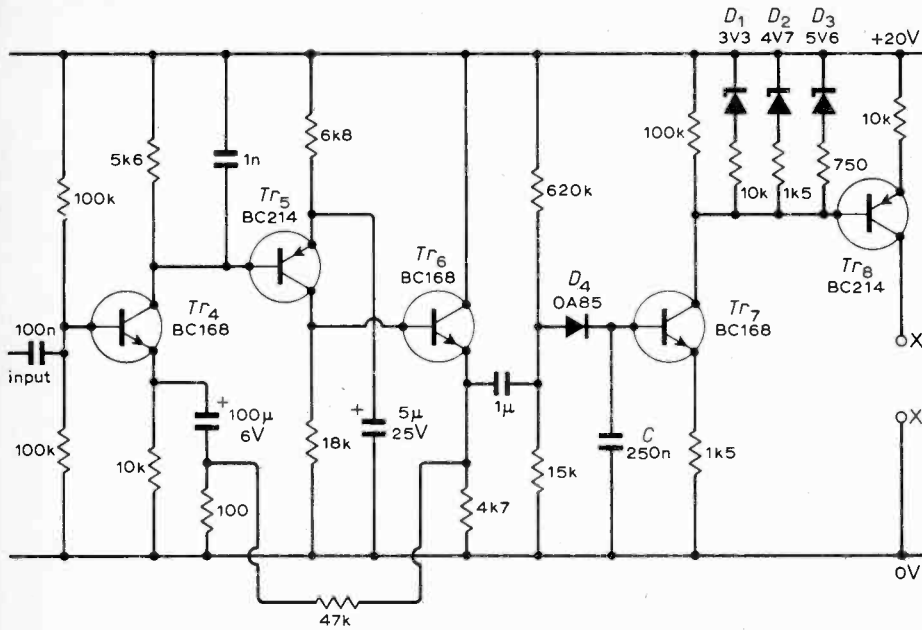 D1 D2 D3
3V3 4V7 5V6 +20V
100k
5k6
1n
6k8
Tr5
BC214
620k
100k
10k
1k5
750
10k
Tr4
BC168
Tr6
BC168
D4
OA85
Tr7
BC168
Tr8
BC214
100n
input
X
100k
10k
+
100μ
6V
100
18k
+
5μ
25V
1μ
4k7
15k
C
250n
1k5
X
0V
47k